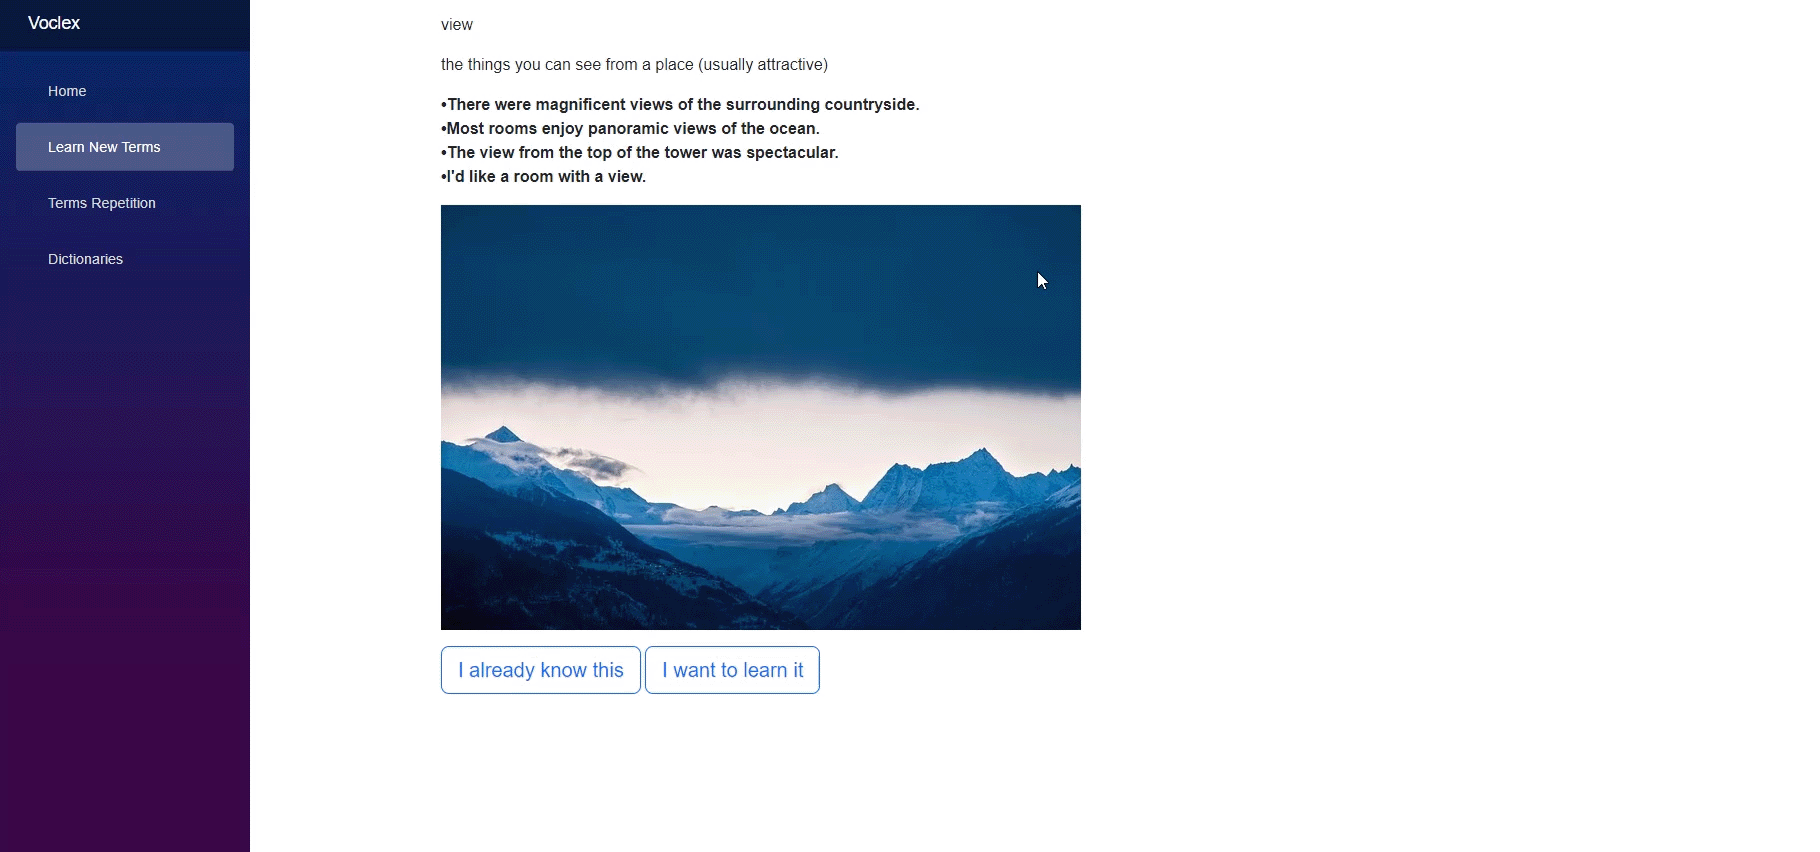 Voclex
Home
Learn New Terms
Terms Repetition
Dictionaries
view
the things you can see from a place (usually attractive)
•There were magnificent views of the surrounding countryside.
•Most rooms enjoy panoramic views of the ocean.
•The view from the top of the tower was spectacular.
•I'd like a room with a view.
I already know this
I want to learn it